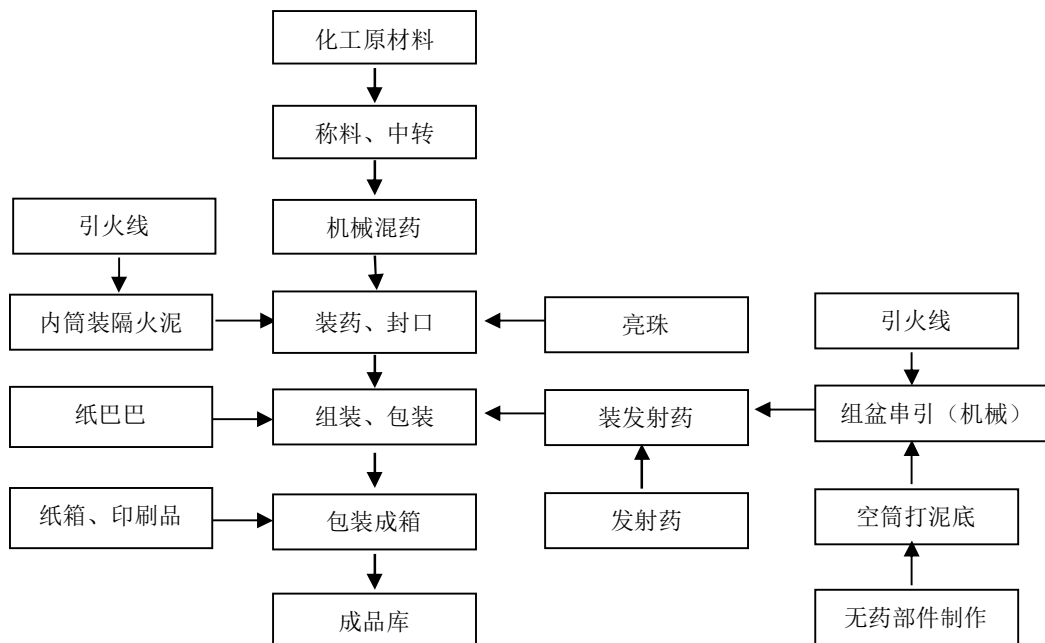 化工原材料
称料、中转
引火线
机械混药
内筒装隔火泥
装药、封口
亮珠
引火线
纸巴巴
组装、包装
装发射药
组盆串引（机械）
纸箱、印刷品
包装成箱
发射药
空筒打泥底
成品库
无药部件制作